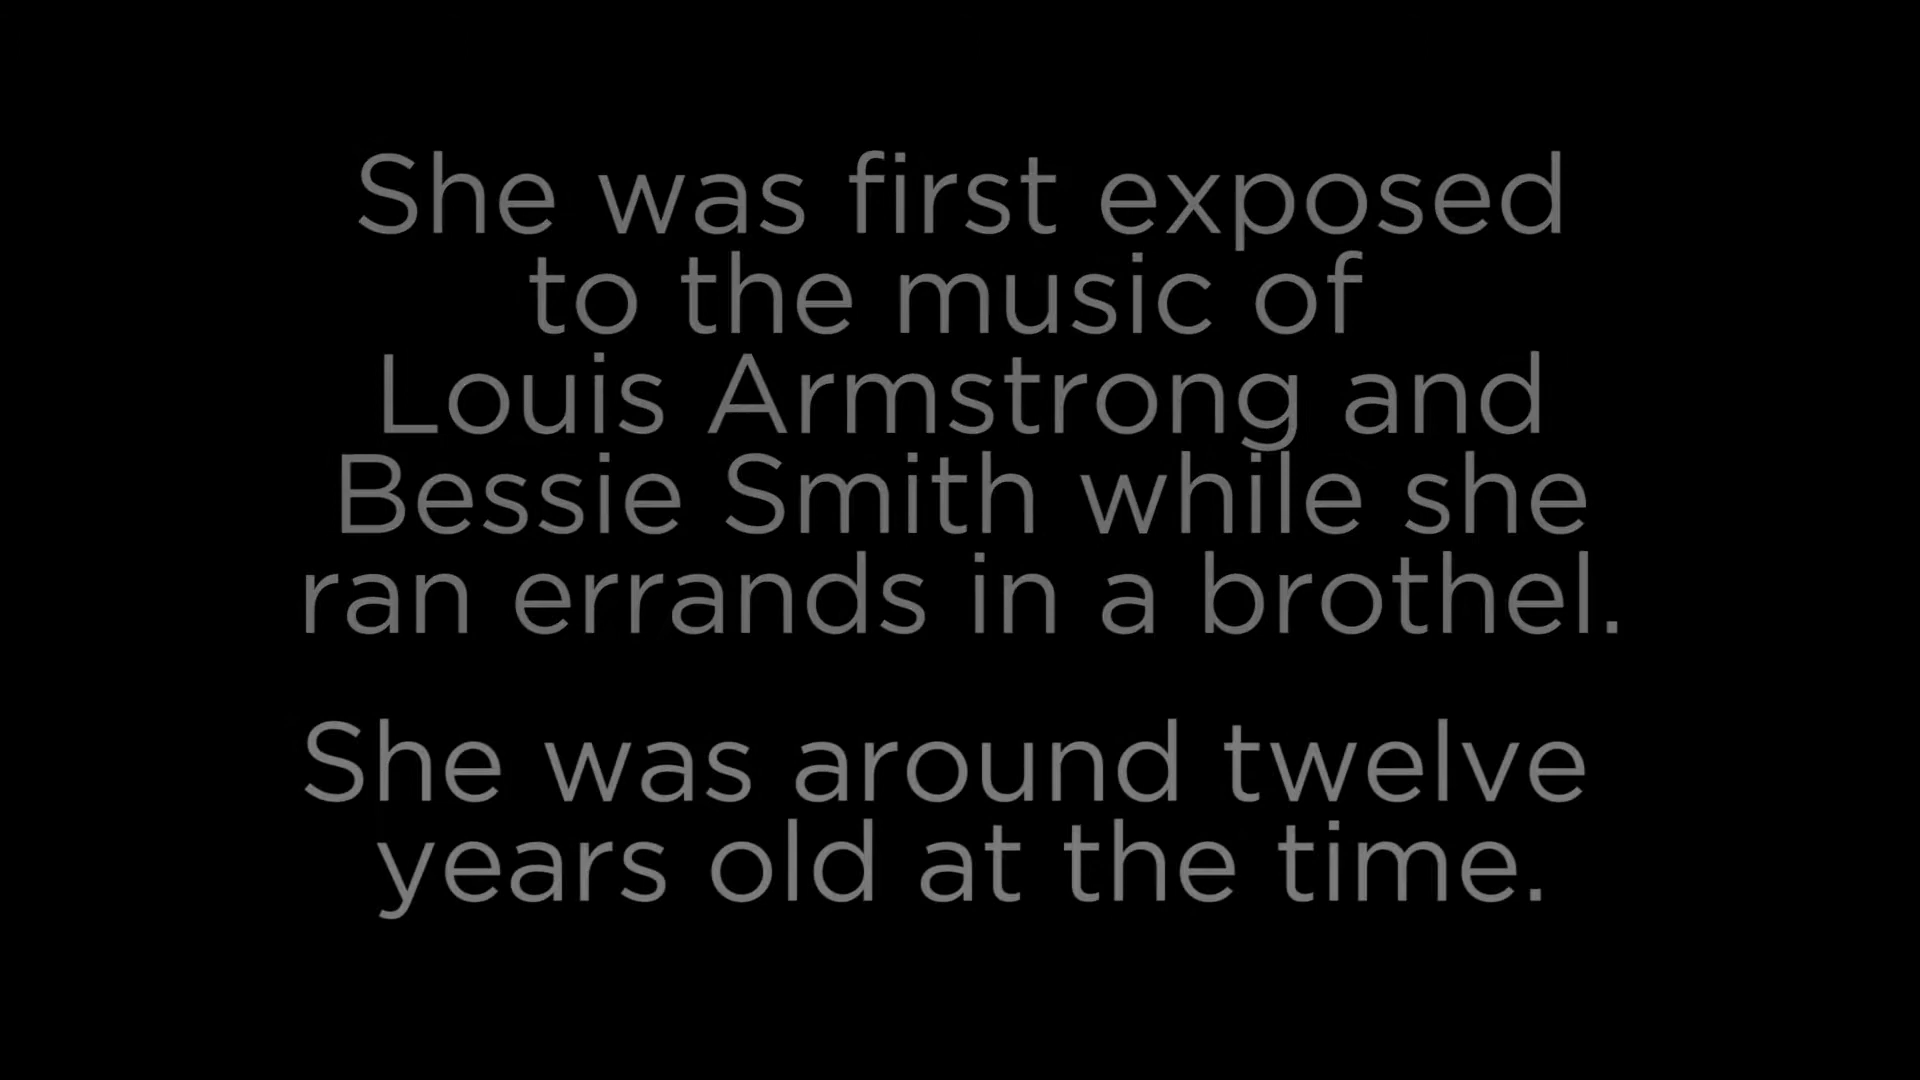 She was first exposed
to the music of
Louis Armstrong and
Bessie Smith while she
ran errands in a brothel.
She was around twelve
years old at the time.